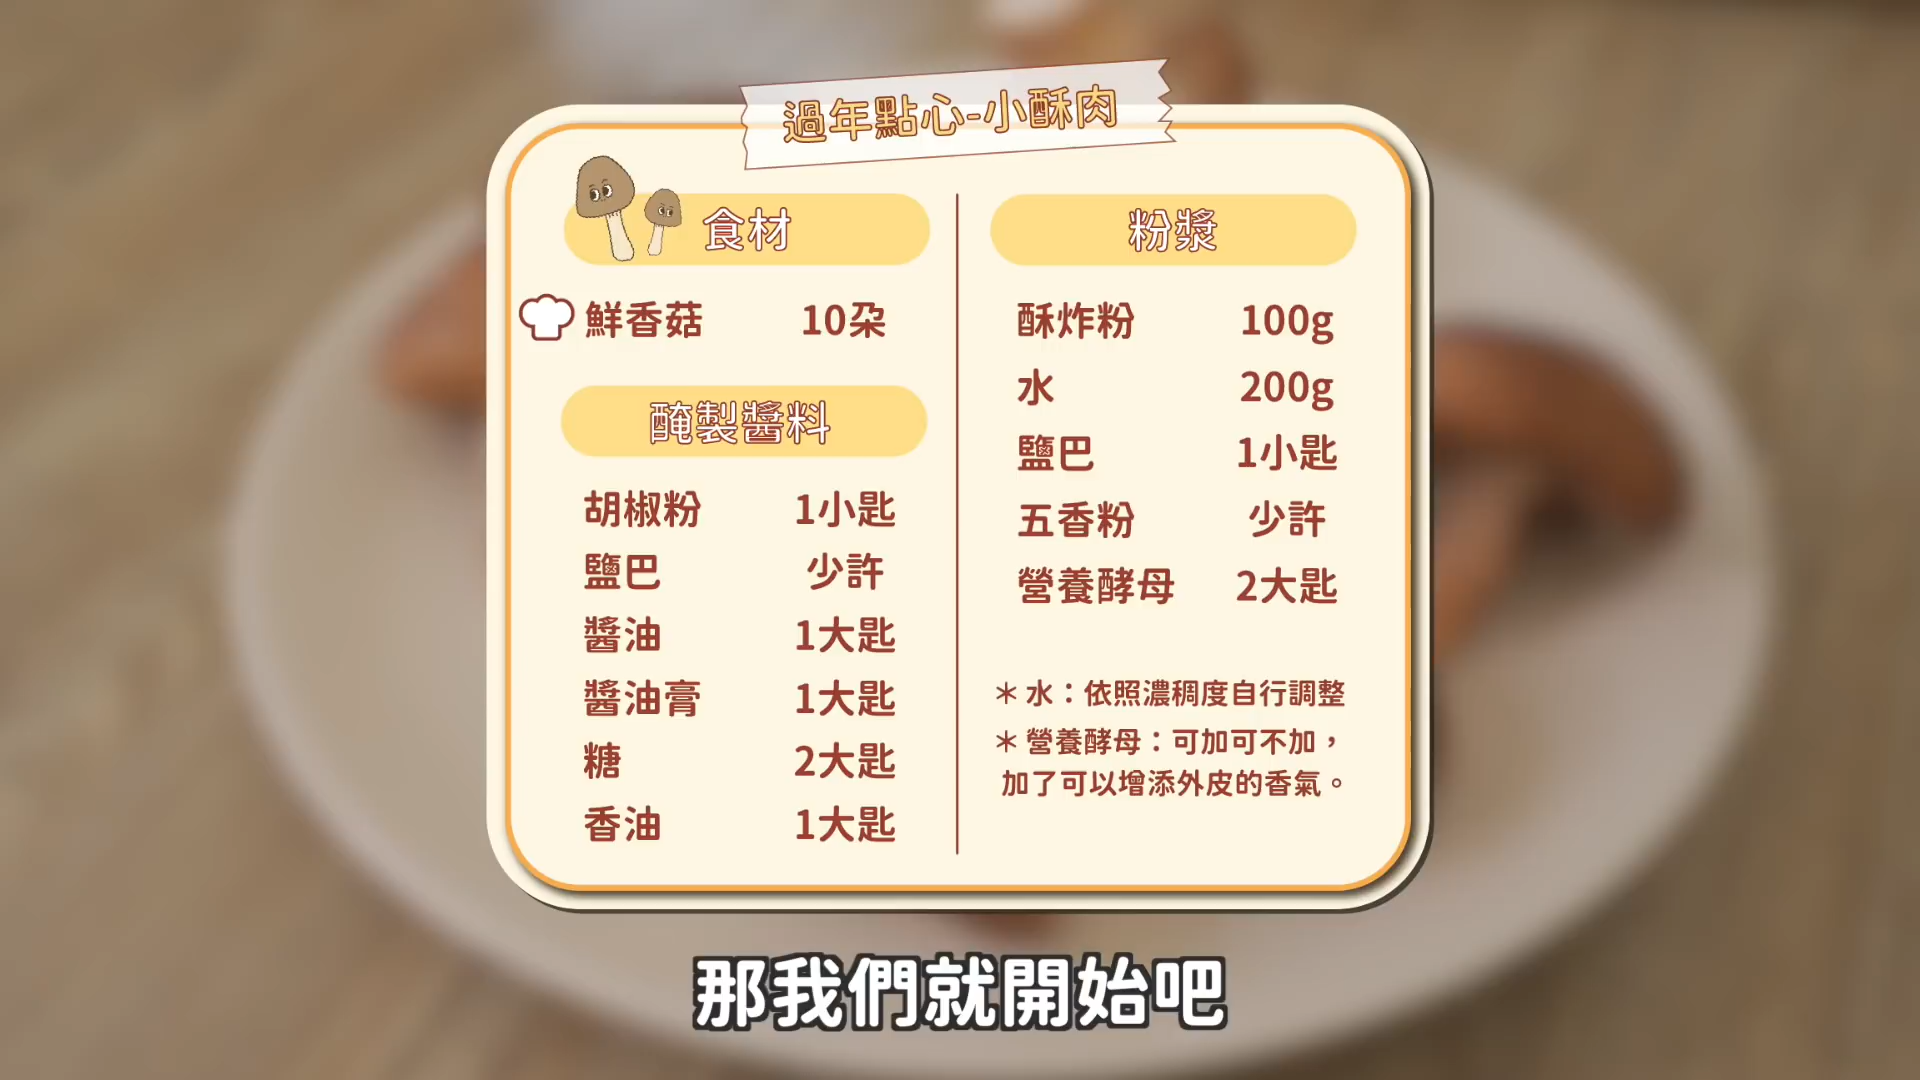 過年點心-小酥肉
食材
鮮香菇 10朵
醃製醬料
胡椒粉 1小匙
鹽巴 少許
醬油 1大匙
醬油膏 1大匙
糖 2大匙
香油 1大匙
粉漿
酥炸粉 100g
水 200g
鹽巴 1小匙
五香粉 少許
營養酵母 2大匙
＊水：依照濃稠度自行調整
＊營養酵母：可加可不加，
加了可以增添外皮的香氣。
那我們就開始吧